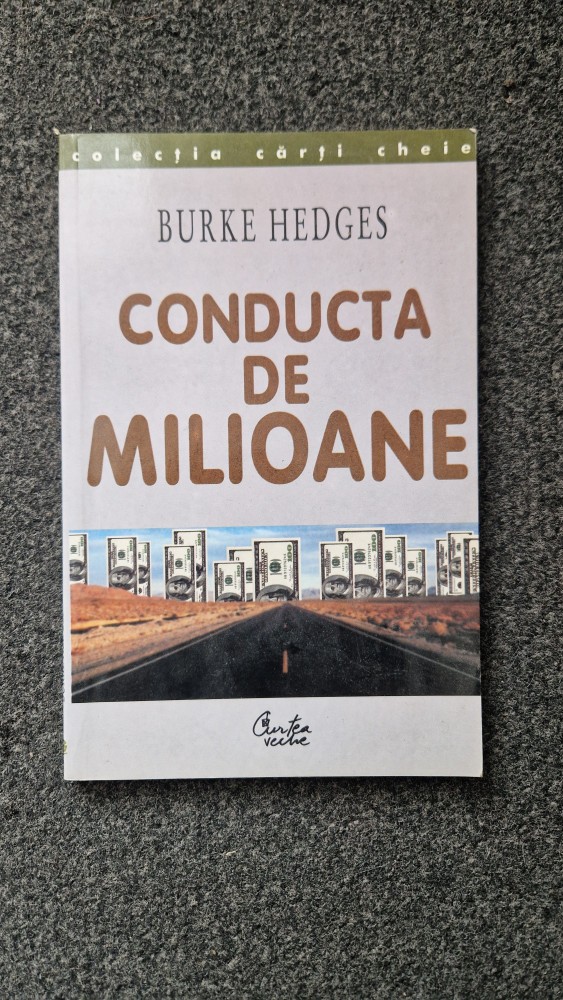 colecția cărți cheie
BURKE HEDGES
CONDUCTA
DE
MILIOANE
Curtea
veche